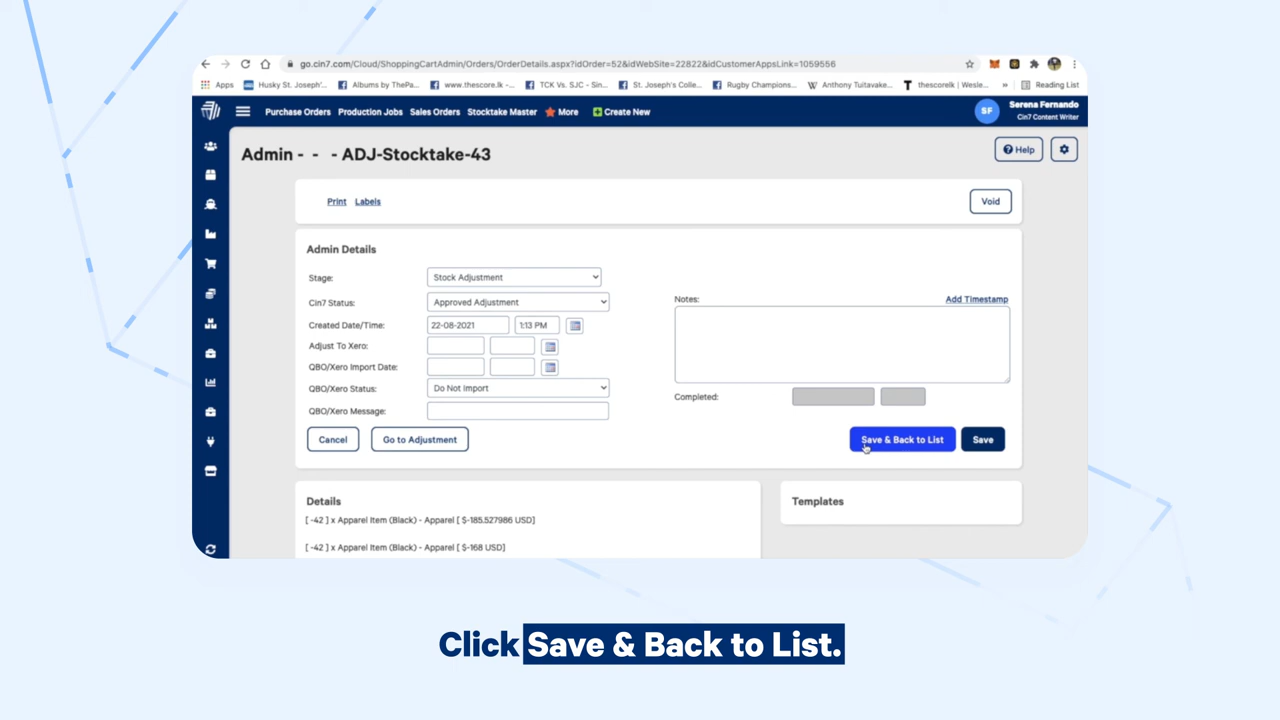 go.cin7.com/Cloud/ShoppingCartAdmin/Orders/OrderDetails.aspx?idOrder=52&idWebSite=22822&idCustomerAppsLink=1059556
Apps Husky St. Joseph'... Albums by ThePa... www.thescore.lk -... TCK Vs. SJC - Sin... St. Joseph's Colle... Rugby Champions... Anthony Tuitavake... thescorelk | Wesle... » Reading List
Purchase Orders Production Jobs Sales Orders Stocktake Master More Create New
SF Serena Fernando
Cin7 Content Writer
Admin - - - ADJ-Stocktake-43
Help
Print Labels Void
Admin Details
Stage: Stock Adjustment
Cin7 Status: Approved Adjustment
Notes: Add Timestamp
Created Date/Time: 22-08-2021 1:13 PM
Adjust To Xero:
QBO/Xero Import Date:
QBO/Xero Status: Do Not Import
Completed:
QBO/Xero Message:
Cancel Go to Adjustment Save & Back to List Save
Details
Templates
[ -42 ] x Apparel Item (Black) - Apparel [ $-185.527986 USD]
[ -42 ] x Apparel Item (Black) - Apparel [ $-168 USD]
Click Save & Back to List.